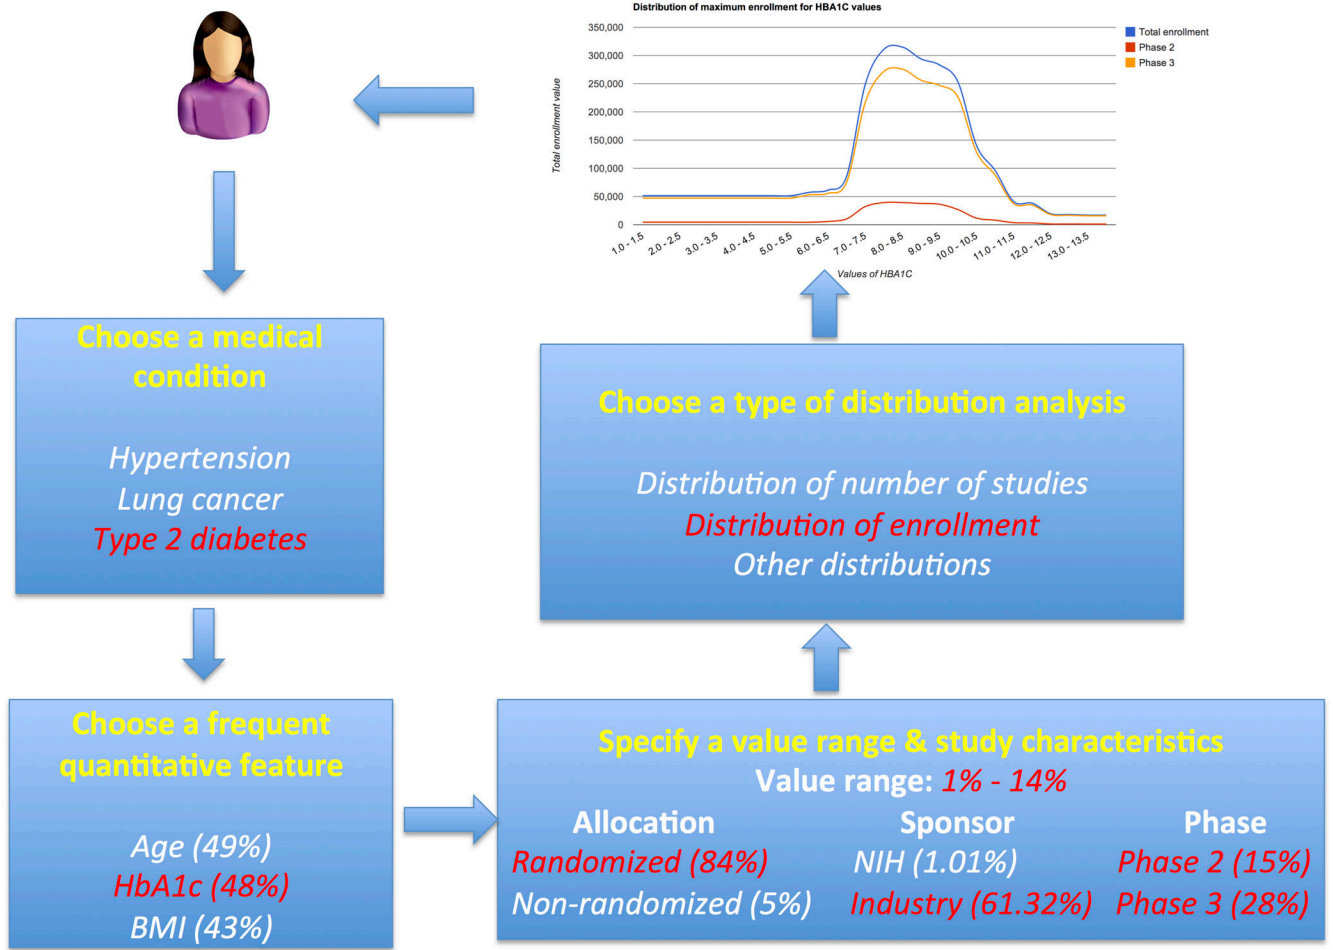 Distribution of maximum enrollment for HBA1C values
350,000
300,000
250,000
200,000
150,000
100,000
50,000
0
Total enrollment value
Total enrollment
Phase 2
Phase 3
1.0 - 1.5
2.0 - 2.5
3.0 - 3.5
4.0 - 4.5
5.0 - 5.5
6.0 - 6.5
7.0 - 7.5
8.0 - 8.5
9.0 - 9.5
10.0 - 10.5
11.0 - 11.5
12.0 - 12.5
13.0 - 13.5
Values of HBA1C
Choose a medical
condition
Hypertension
Lung cancer
Type 2 diabetes
Choose a frequent
quantitative feature
Age (49%)
HbA1c (48%)
BMI (43%)
Specify a value range & study characteristics
Value range: 1% - 14%
Allocation Sponsor Phase
Randomized (84%) NIH (1.01%) Phase 2 (15%)
Non-randomized (5%) Industry (61.32%) Phase 3 (28%)
Choose a type of distribution analysis
Distribution of number of studies
Distribution of enrollment
Other distributions